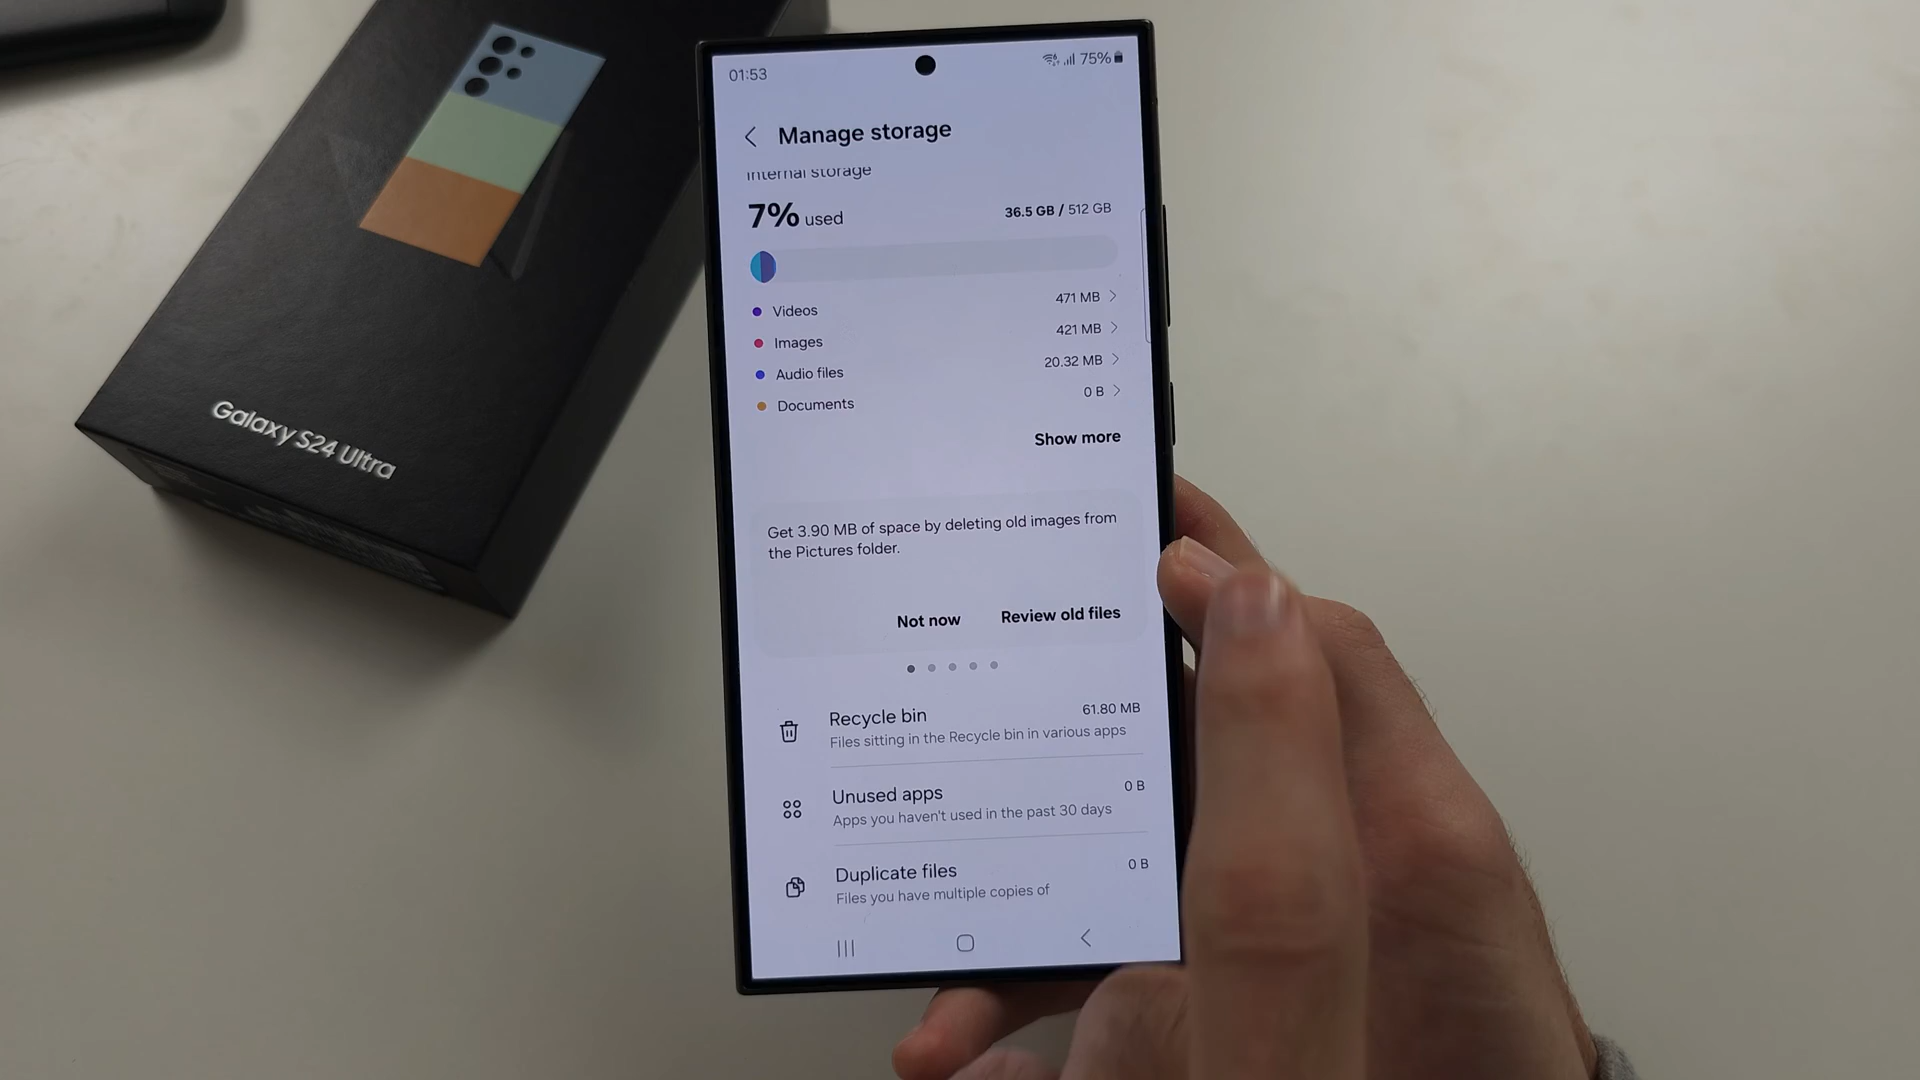 Galaxy S24 Ultra
01:53
75%
Manage storage
Internal storage
7% used
36.5 GB / 512 GB
Videos 471 MB
Images 421 MB
Audio files 20.32 MB
Documents 0 B
Show more
Get 3.90 MB of space by deleting old images from
the Pictures folder.
Not now Review old files
Recycle bin 61.80 MB
Files sitting in the Recycle bin in various apps
Unused apps 0 B
Apps you haven't used in the past 30 days
Duplicate files 0 B
Files you have multiple copies of